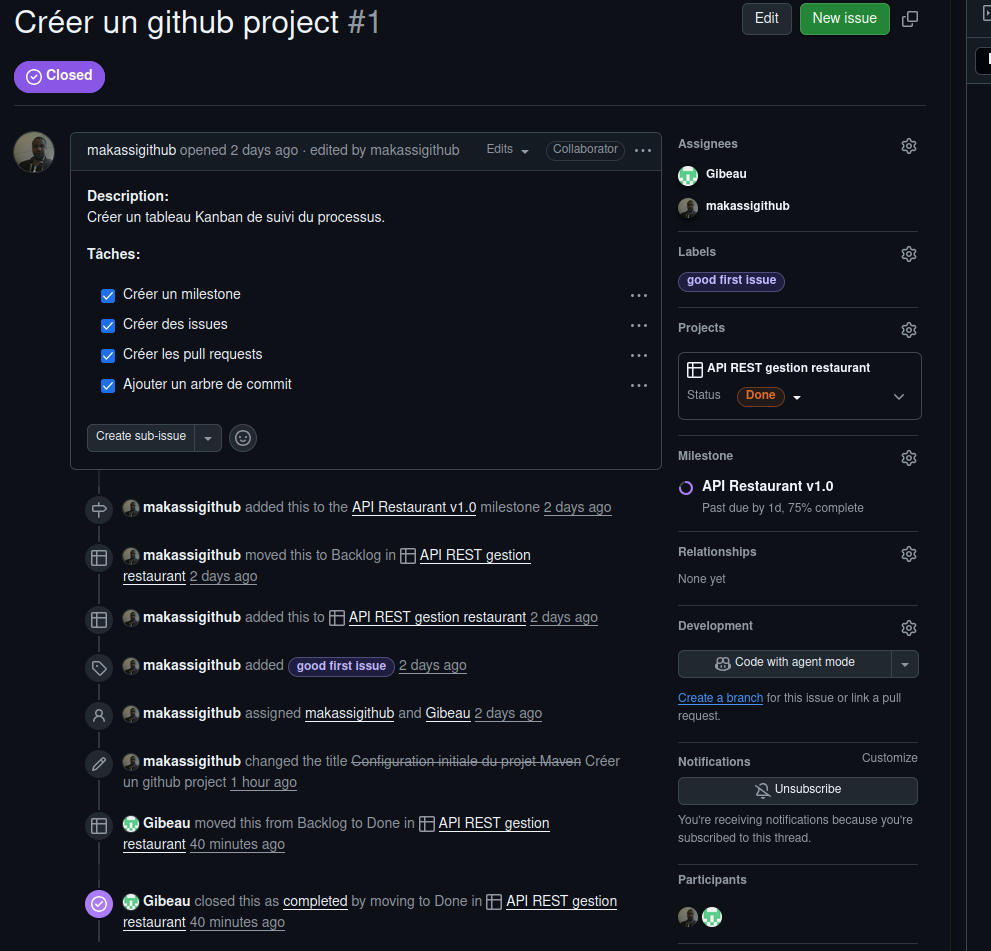 Créer un github project #1
Edit
New issue
Closed
makassigithub opened 2 days ago · edited by makassigithub
Edits
Collaborator
Description:
Créer un tableau Kanban de suivi du processus.
Tâches:
Créer un milestone
Créer des issues
Créer les pull requests
Ajouter un arbre de commit
Create sub-issue
makassigithub added this to the API Restaurant v1.0 milestone 2 days ago
makassigithub moved this to Backlog in API REST gestion
restaurant 2 days ago
makassigithub added this to API REST gestion restaurant 2 days ago
makassigithub added good first issue 2 days ago
makassigithub assigned makassigithub and Gibeau 2 days ago
makassigithub changed the title Configuration initiale du projet Maven Créer
un github project 1 hour ago
Gibeau moved this from Backlog to Done in API REST gestion
restaurant 40 minutes ago
Gibeau closed this as completed by moving to Done in API REST gestion
restaurant 40 minutes ago
Assignees
Gibeau
makassigithub
Labels
good first issue
Projects
API REST gestion restaurant
Status
Done
Milestone
API Restaurant v1.0
Past due by 1d, 75% complete
Relationships
None yet
Development
Code with agent mode
Create a branch for this issue or link a pull
request.
Notifications
Customize
Unsubscribe
You're receiving notifications because you're
subscribed to this thread.
Participants